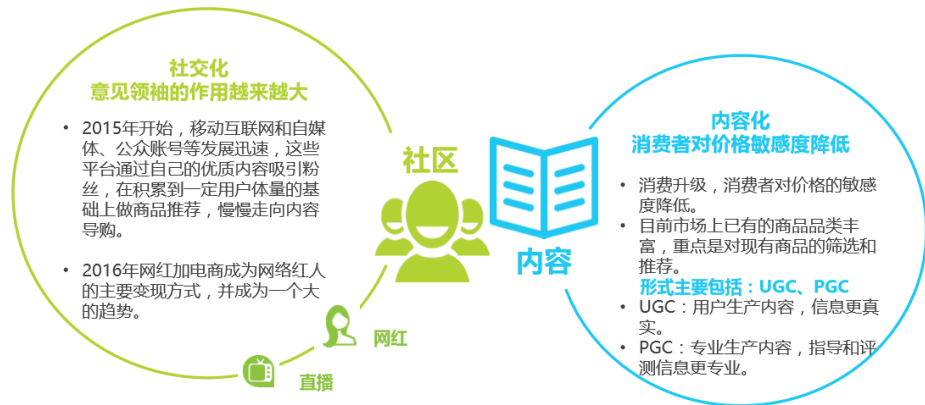 社交化
意见领袖的作用越来越大
• 2015年开始，移动互联网和自媒
体、公众账号等发展迅速，这些
平台通过自己的优质内容吸引粉
丝，在积累到一定用户体量的基
础上做商品推荐，慢慢走向内容
导购。
• 2016年网红加电商成为网络红人
的主要变现方式，并成为一个大
的趋势。
网红
直播
社区
内容
内容化
消费者对价格敏感度降低
• 消费升级，消费者对价格的敏感
度降低。
• 目前市场上已有的商品品类丰
富，重点是对现有商品的筛选和
推荐。
形式主要包括：UGC、PGC
• UGC：用户生产内容，信息更真
实。
• PGC：专业生产内容，指导和评
测信息更专业。